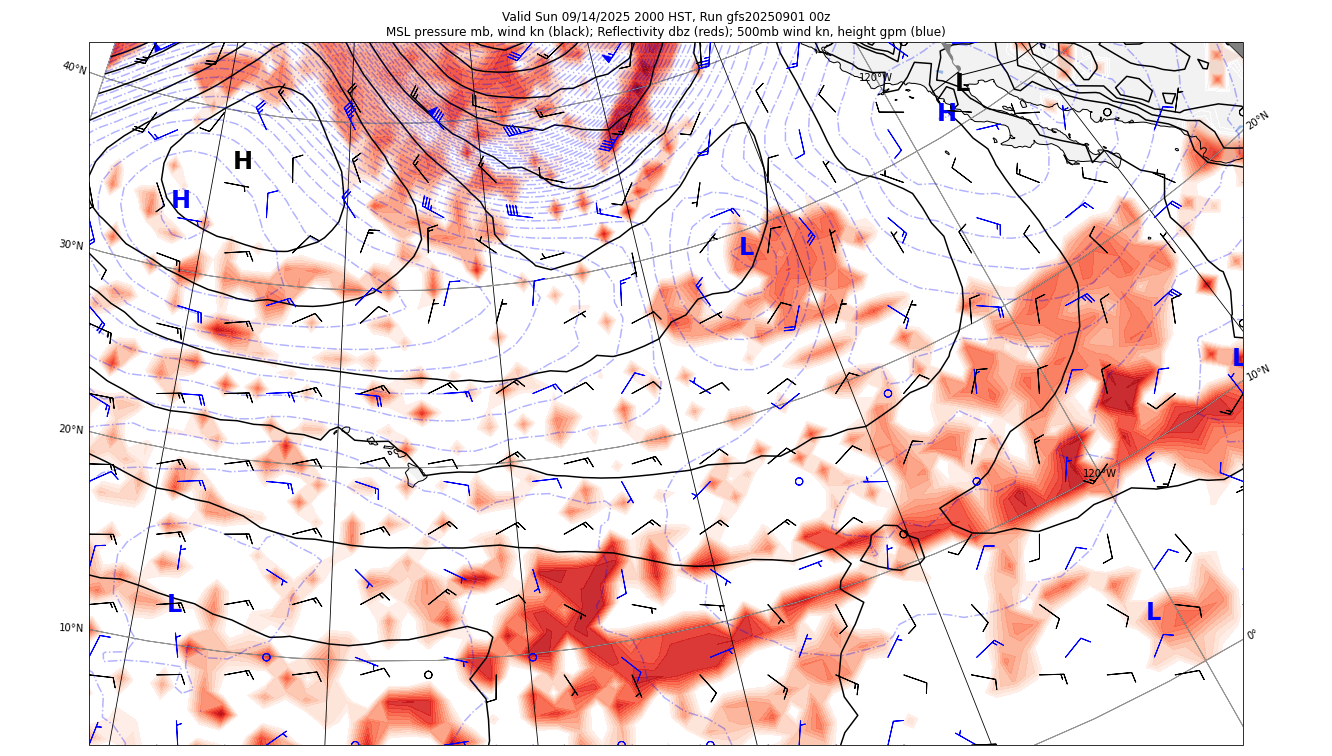 Valid Sun 09/14/2025 2000 HST, Run gfs20250901 00z
MSL pressure mb, wind kn (black); Reflectivity dbz (reds); 500mb wind kn, height gpm (blue)
40°N
120°W
L
H
20°N
H
H
30°N
L
L
10°N
20°N
120°W
L
L
10°N
0°